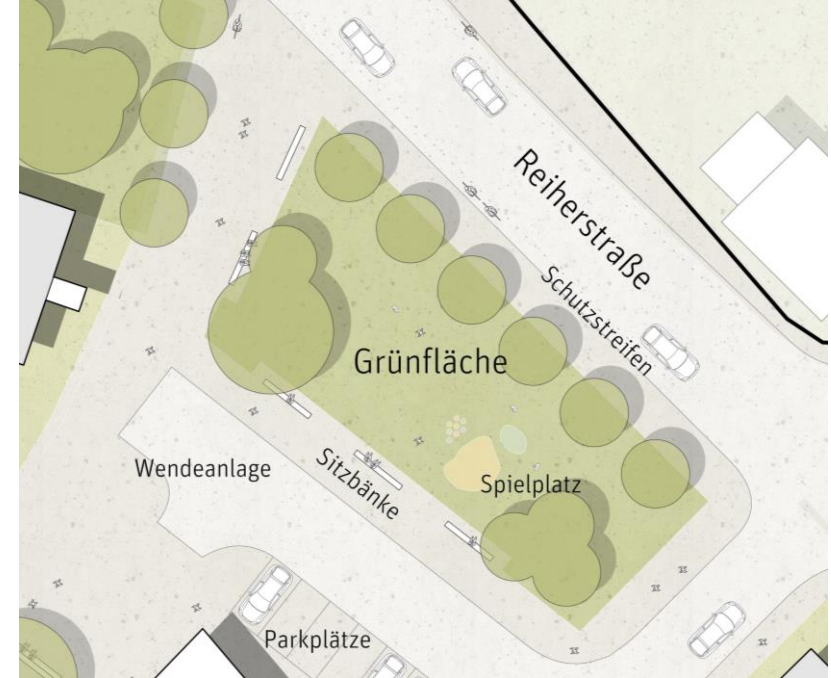 Reiherstraße
Schutzstreifen
Grünfläche
Wendeanlage
Sitzbänke
Spielplatz
Parkplätze